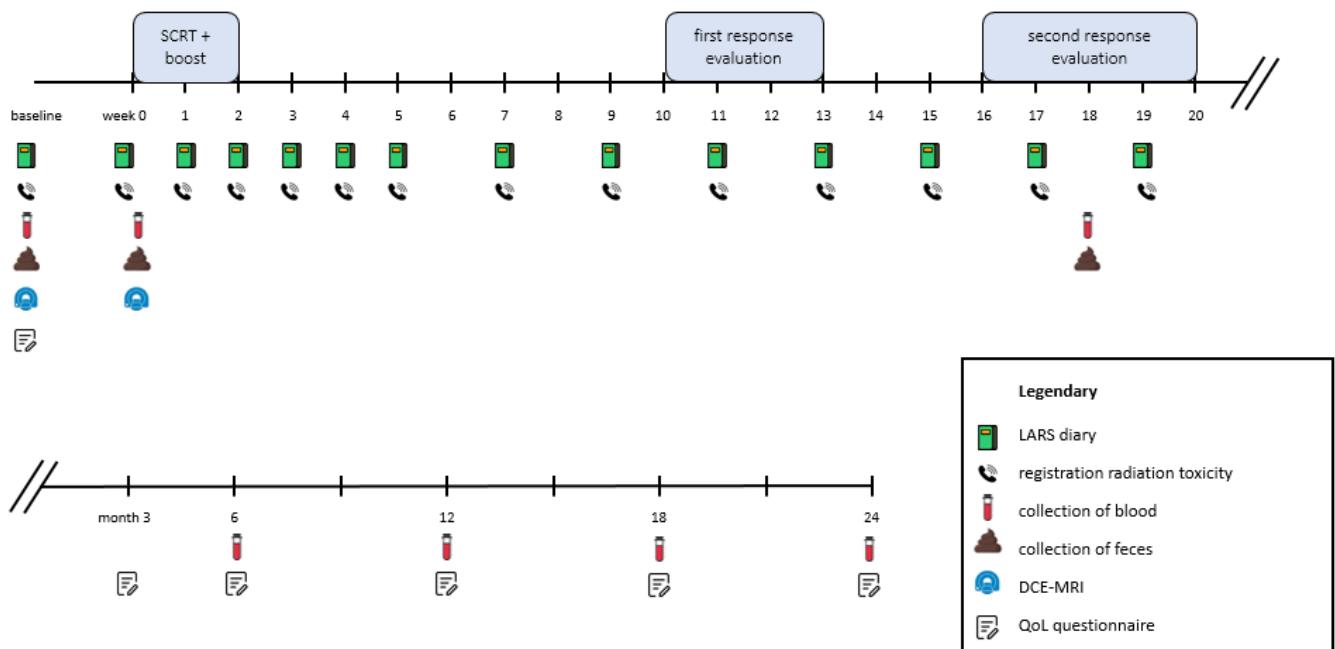 SCRT +
boost
first response
evaluation
second response
evaluation
baseline week 0 1 2 3 4 5 6 7 8 9 10 11 12 13 14 15 16 17 18 19 20
Legendary
LARS diary
registration radiation toxicity
collection of blood
collection of feces
DCE-MRI
QoL questionnaire
month 3 6 12 18 24